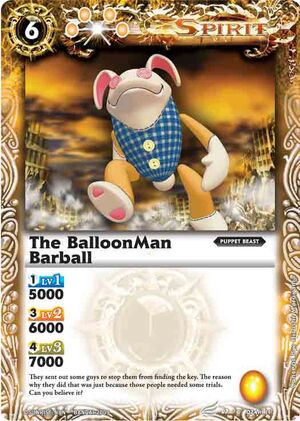 6
SPIRIT
The BalloonMan
Barball
PUPPET BEAST
1 LV1
5000
3 LV2
6000
4 LV3
7000
They sent out some guys to stop them from finding the key. The reason
why they did that was just because those people needed some trials.
Can you believe it?